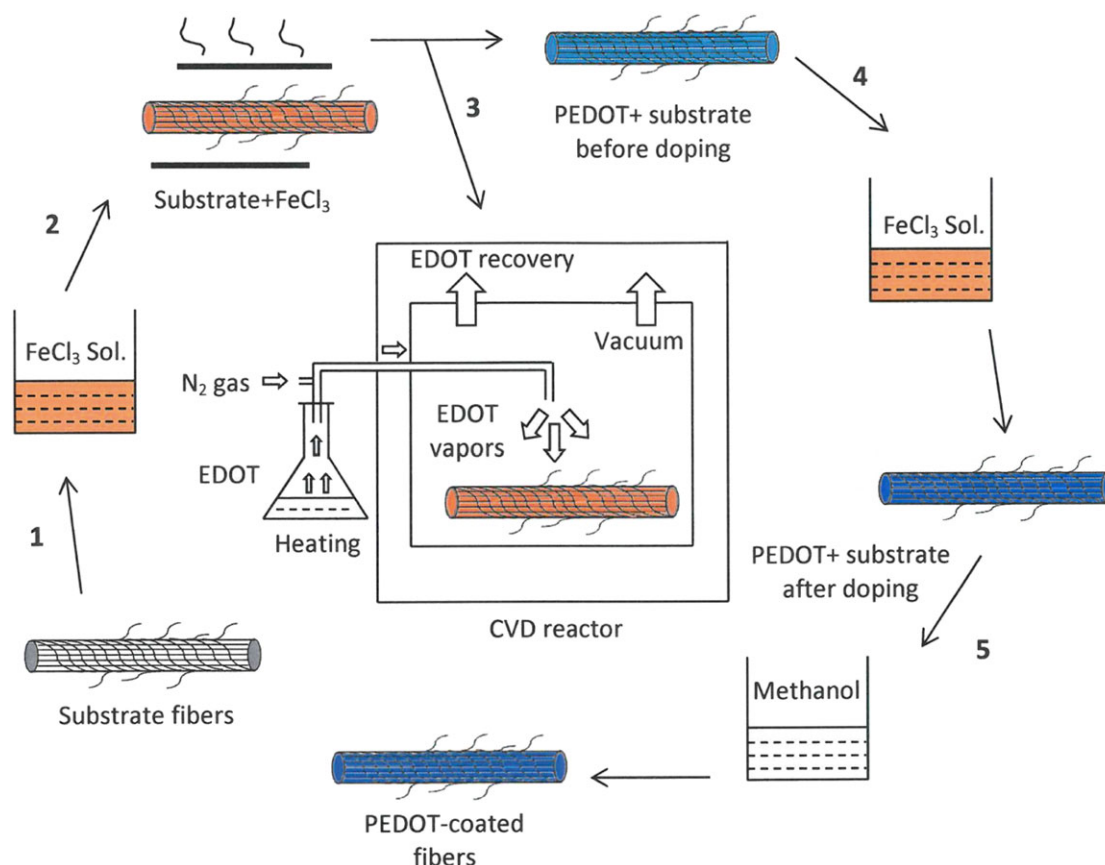 4
3
PEDOT+ substrate
before doping
Substrate+FeCl₃
2
FeCl₃ Sol.
EDOT recovery
Vacuum
FeCl₃ Sol.
N₂ gas
EDOT
vapors
EDOT
Heating
1
PEDOT+ substrate
after doping
CVD reactor
5
Substrate fibers
Methanol
PEDOT-coated
fibers